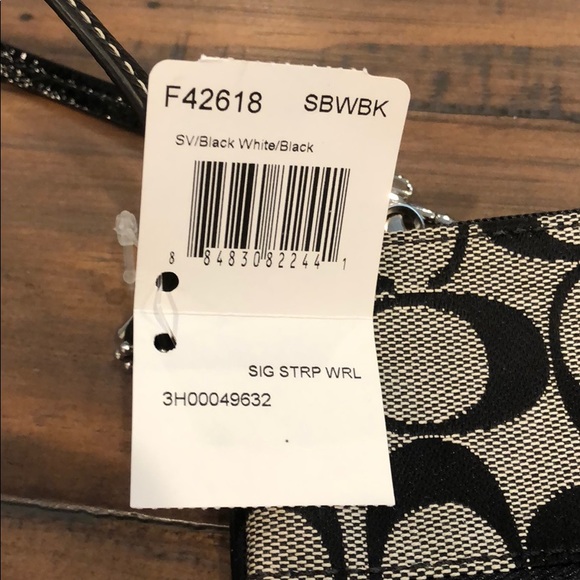 F42618 SBWBK
SV/Black White/Black
8 84830 82244 1
SIG STRP WRL
3H00049632